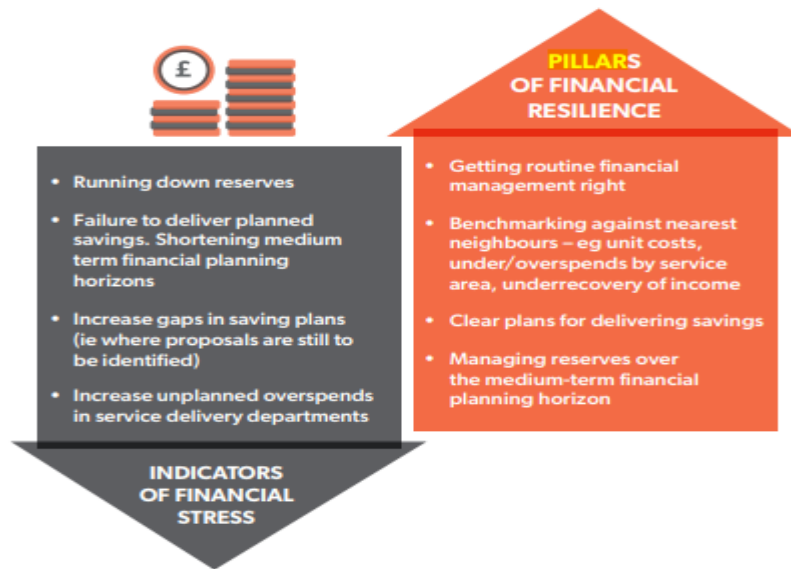 £
• Running down reserves
• Failure to deliver planned
savings. Shortening medium
term financial planning
horizons
• Increase gaps in saving plans
(ie where proposals are still to
be identified)
• Increase unplanned overspends
in service delivery departments
INDICATORS
OF FINANCIAL
STRESS
PILLARS
OF FINANCIAL
RESILIENCE
• Getting routine financial
management right
• Benchmarking against nearest
neighbours – eg unit costs,
under/overspends by service
area, underrecovery of income
• Clear plans for delivering savings
• Managing reserves over
the medium-term financial
planning horizon